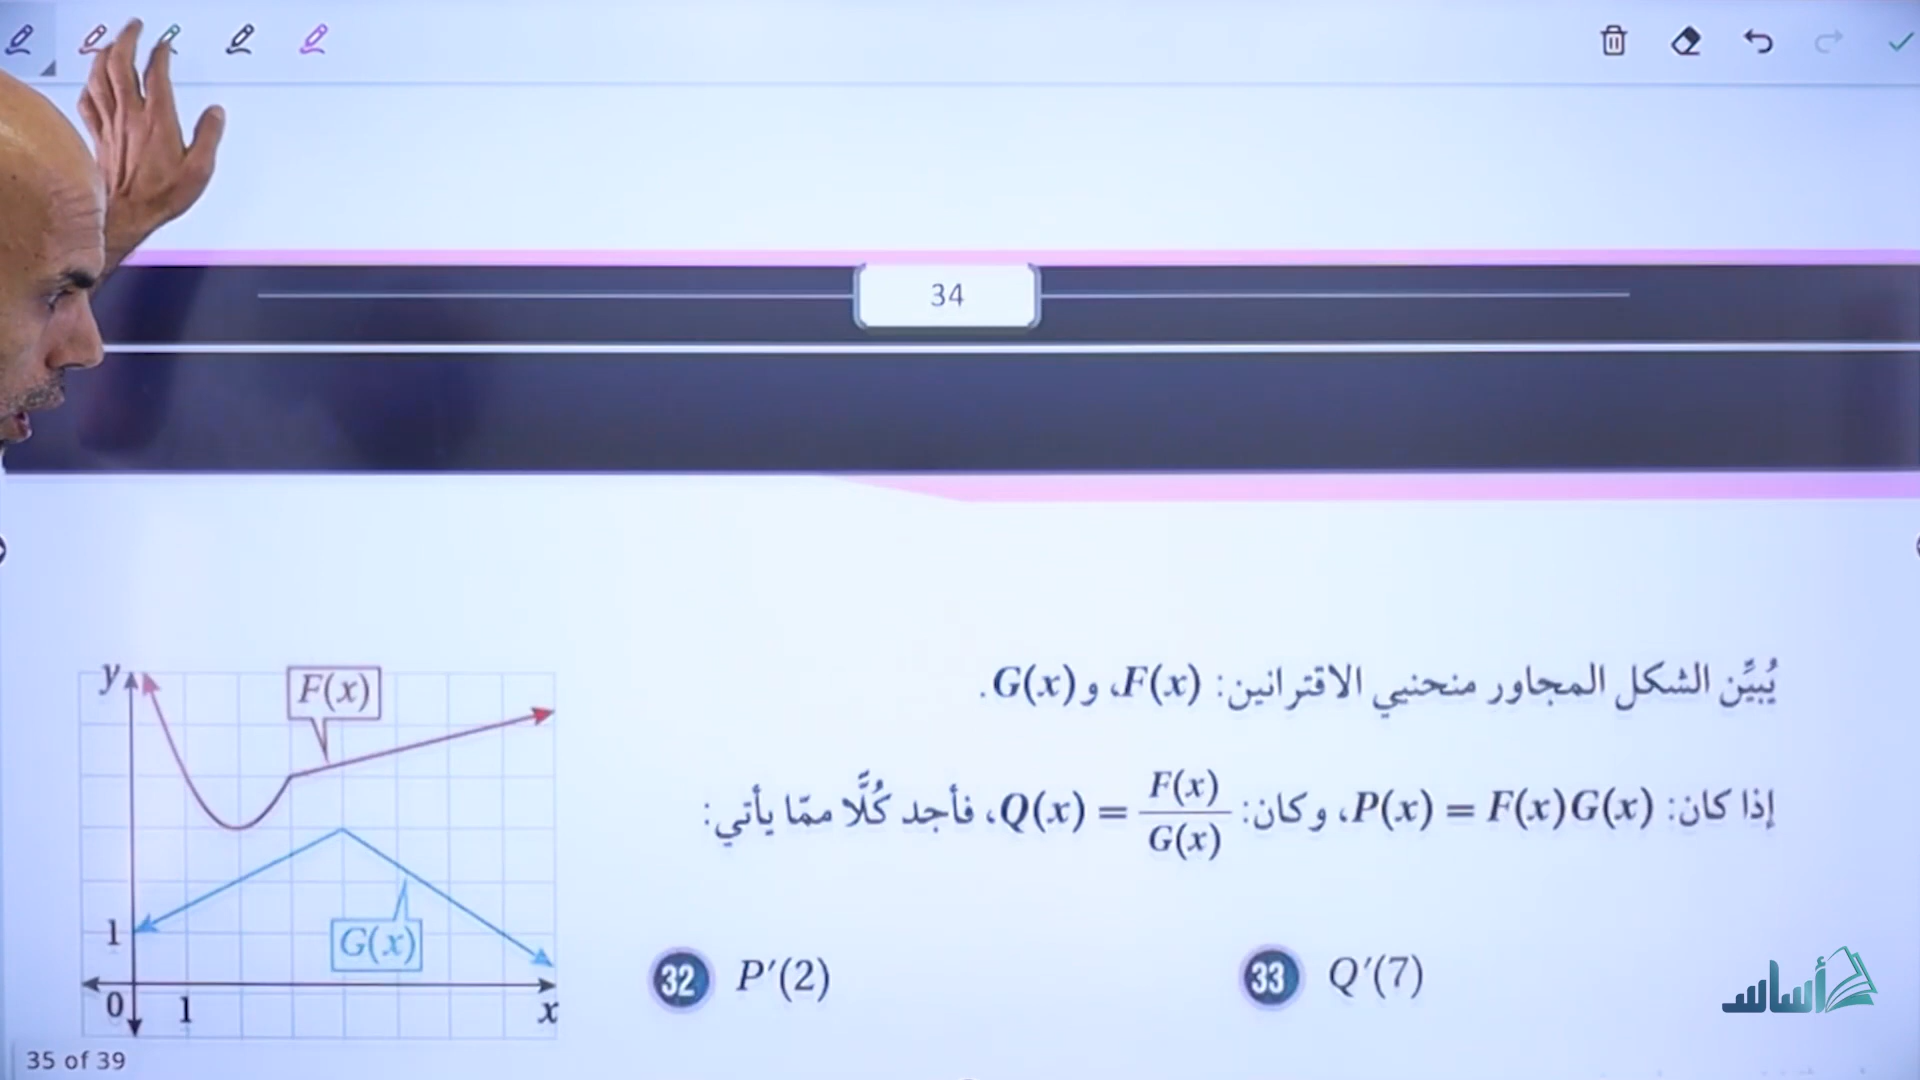 34
يُبيِّن الشكل المجاور منحنيي الاقترانين: F(x)، و G(x).
إذا كان: P(x) = F(x)G(x)، وكان: Q(x) = F(x)/G(x)، فأجد كُلًّا ممّا يأتي:
32 P′(2)
33 Q′(7)
y
F(x)
G(x)
1
0
1
x
أساس
35 of 39